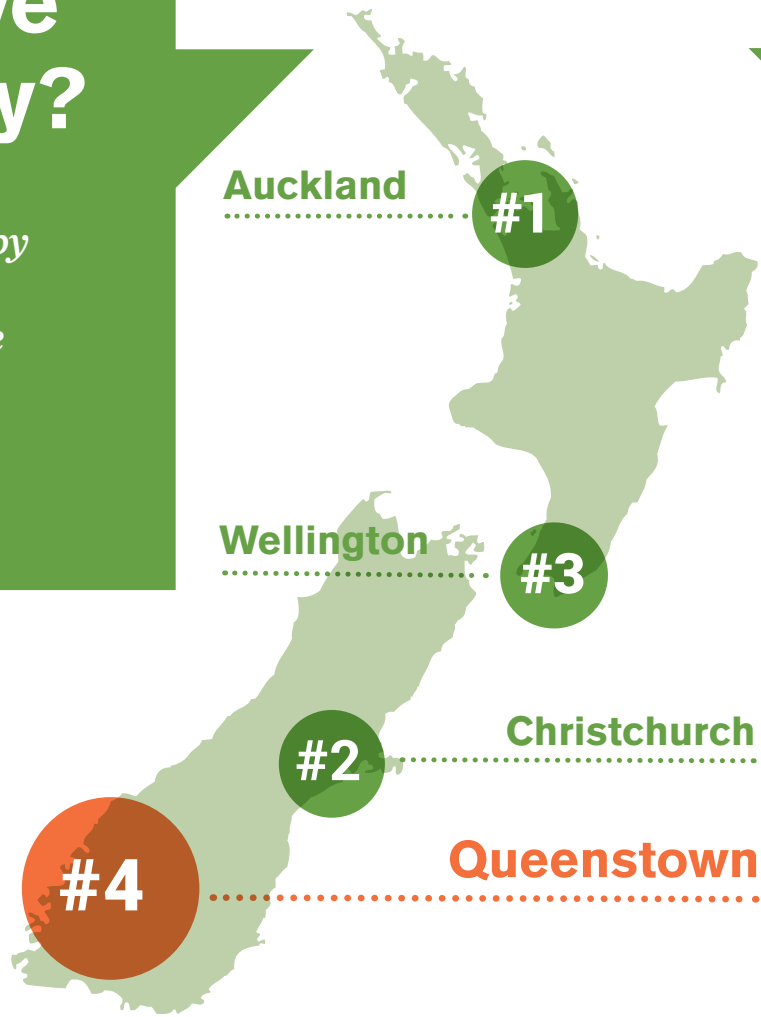 y?
Auckland
#1
Wellington
#3
#2
Christchurch
#4
Queenstown